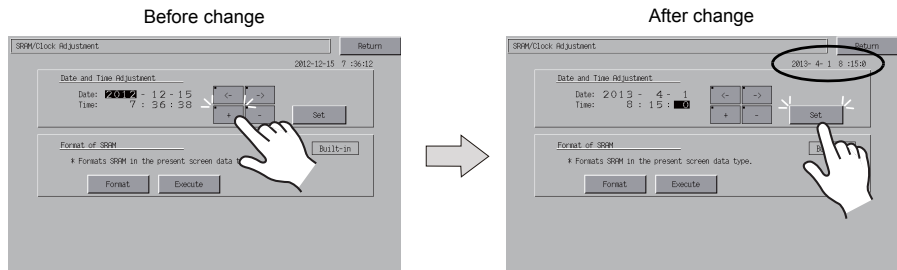 Before change
SRAM/Clock Adjustment
Return
2012-12-15 7 :36:12
Date and Time Adjustment
Date: 2012 - 12 - 15
Time: 7 : 36 : 38
<- ->
+ -
Set
Format of SRAM
Built-in
* Formats SRAM in the present screen data
Format Execute
After change
SRAM/Clock Adjustment
Return
2013- 4- 1 8 :15:0
Date and Time Adjustment
Date: 2013 - 4 - 1
Time: 8 : 15 : 0
<- ->
+ -
Set
Format of SRAM
* Formats SRAM in the present screen data type.
Format Execute